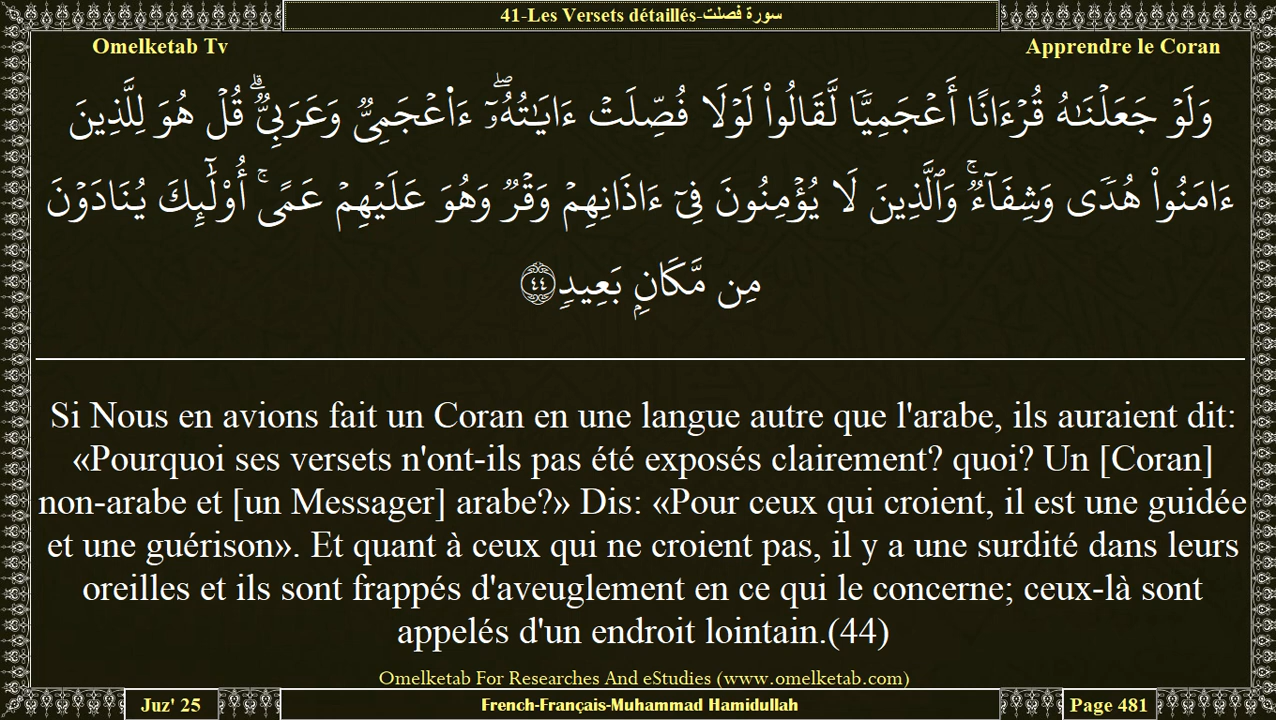 41-Les Versets détaillés-سورة فصلت
Omelketab Tv
Apprendre le Coran
وَلَوْ جَعَلْنَٰهُ قُرْءَانًا أَعْجَمِيًّا لَّقَالُوا۟ لَوْلَا فُصِّلَتْ ءَايَٰتُهُۥٓ ۖ ءَا۬عْجَمِىٌّ وَعَرَبِىٌّ ۗ قُلْ هُوَ لِلَّذِينَ
ءَامَنُوا۟ هُدًى وَشِفَآءٌ ۚ وَٱلَّذِينَ لَا يُؤْمِنُونَ فِىٓ ءَاذَانِهِمْ وَقْرٌ وَهُوَ عَلَيْهِمْ عَمًى ۚ أُو۟لَٰٓئِكَ يُنَادَوْنَ
مِن مَّكَانٍۭ بَعِيدٍ ٤٤
Si Nous en avions fait un Coran en une langue autre que l'arabe, ils auraient dit:
«Pourquoi ses versets n'ont-ils pas été exposés clairement? quoi? Un [Coran]
non-arabe et [un Messager] arabe?» Dis: «Pour ceux qui croient, il est une guidée
et une guérison». Et quant à ceux qui ne croient pas, il y a une surdité dans leurs
oreilles et ils sont frappés d'aveuglement en ce qui le concerne; ceux-là sont
appelés d'un endroit lointain.(44)
Omelketab For Researches And eStudies (www.omelketab.com)
Juz' 25
French-Français-Muhammad Hamidullah
Page 481